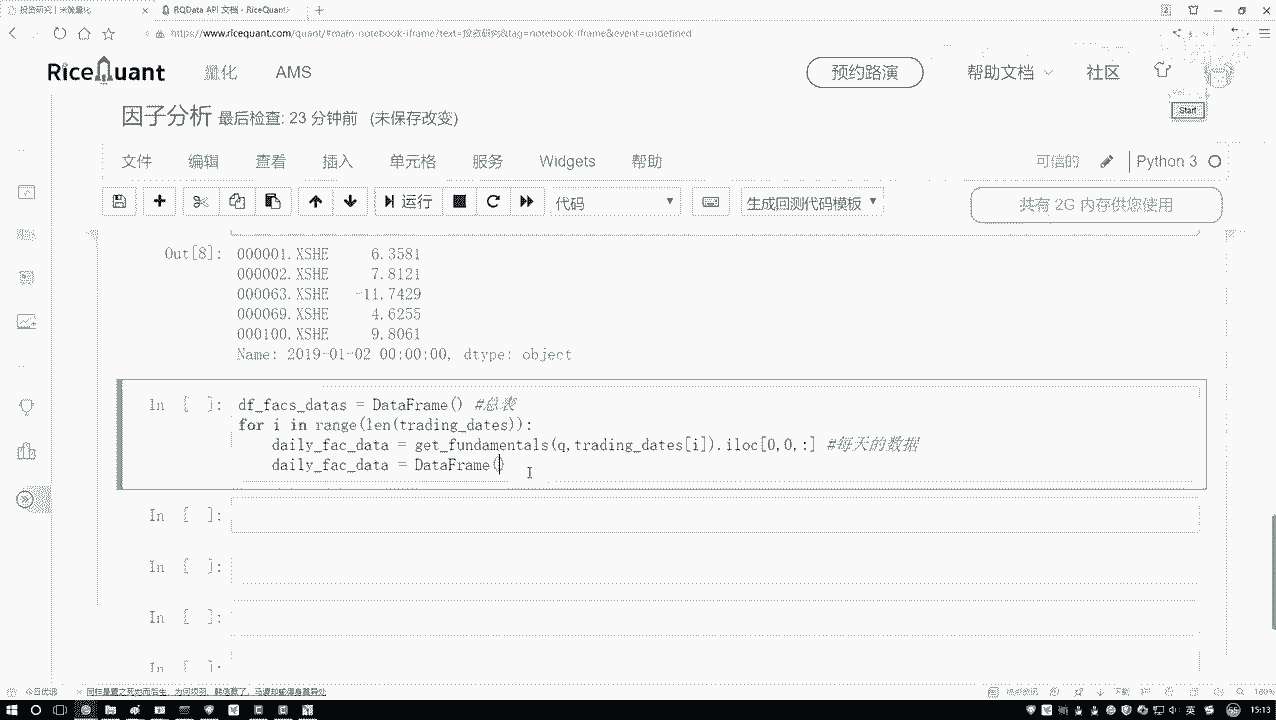 投资研究 | 米筐量化
RQData API 文档 - RiceQuant
https://www.ricequant.com/quant/#main-notebook-iframe?text=投资研究&tag=notebook-iframe&event=undefined
RiceQuant 量化 AMS 预约路演 帮助文档 社区
Start
因子分析 最后检查: 23 分钟前 (未保存改变)
文件 编辑 查看 插入 单元格 服务 Widgets 帮助 可信的 Python 3
运行 代码 生成回测代码模板 共有 2G 内存供您使用
Out[8]: 000001.XSHE 6.3581
000002.XSHE 7.8121
000063.XSHE -11.7429
000069.XSHE 4.6255
000100.XSHE 9.8061
Name: 2019-01-02 00:00:00, dtype: object
In [ ]: df_facs_datas = DataFrame() #总表
for i in range(len(trading_dates)):
daily_fac_data = get_fundamentals(q,trading_dates[i]).iloc[0,0,:] #每天的数据
daily_fac_data = DataFrame()
In [ ]:
In [ ]:
In [ ]:
In [ ]:
今日优选
英 15:13